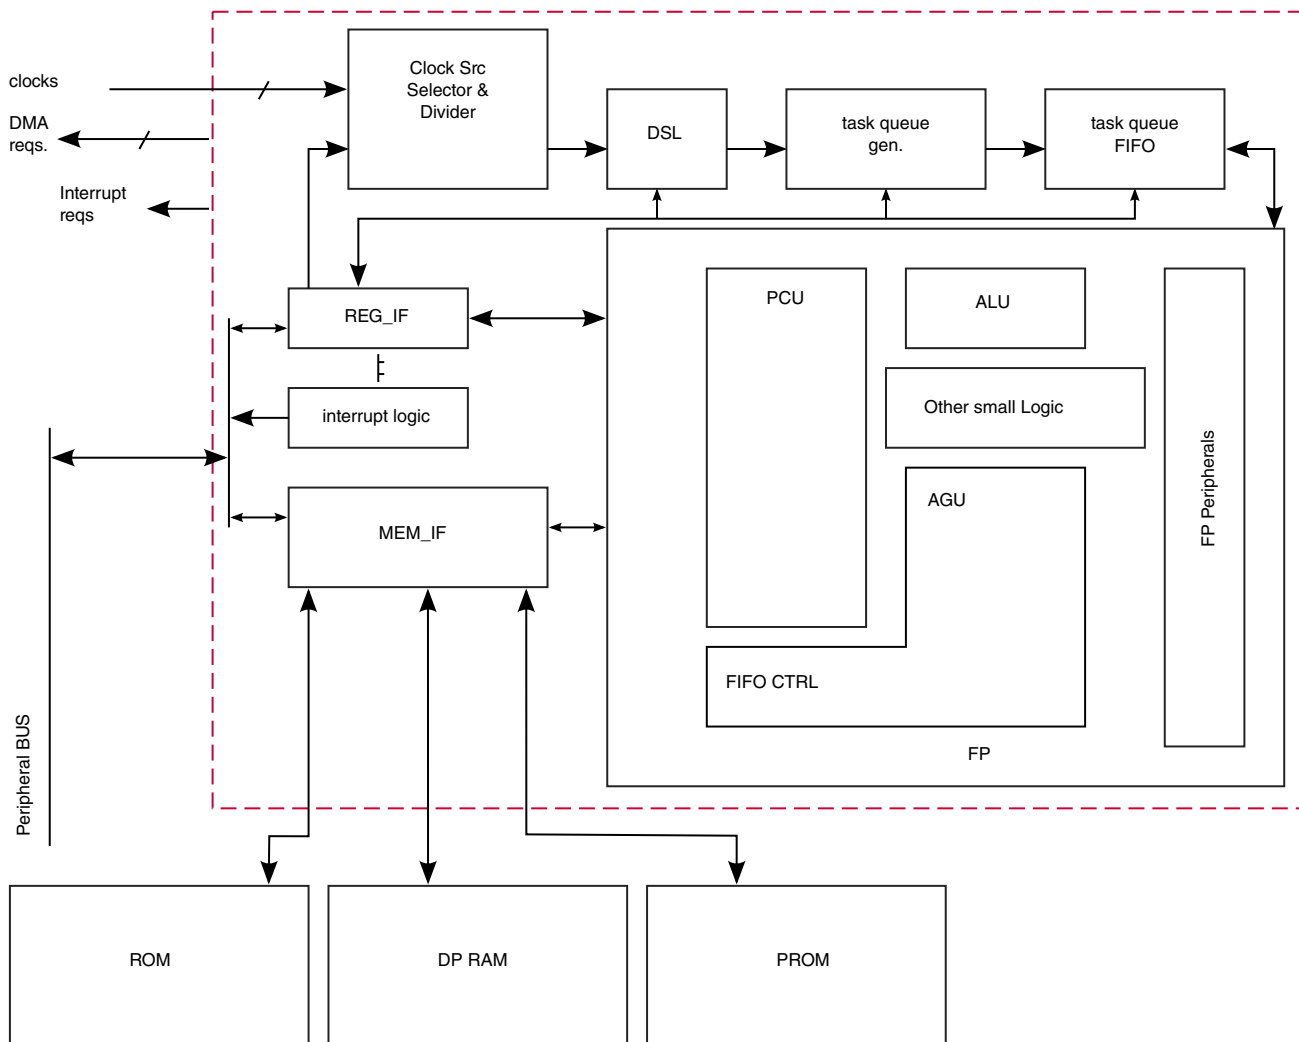 clocks
DMA
reqs.
Interrupt
reqs
Clock Src
Selector &
Divider
DSL
task queue
gen.
task queue
FIFO
REG_IF
interrupt logic
MEM_IF
PCU
ALU
Other small Logic
AGU
FIFO CTRL
FP
FP Peripherals
Peripheral BUS
ROM
DP RAM
PROM